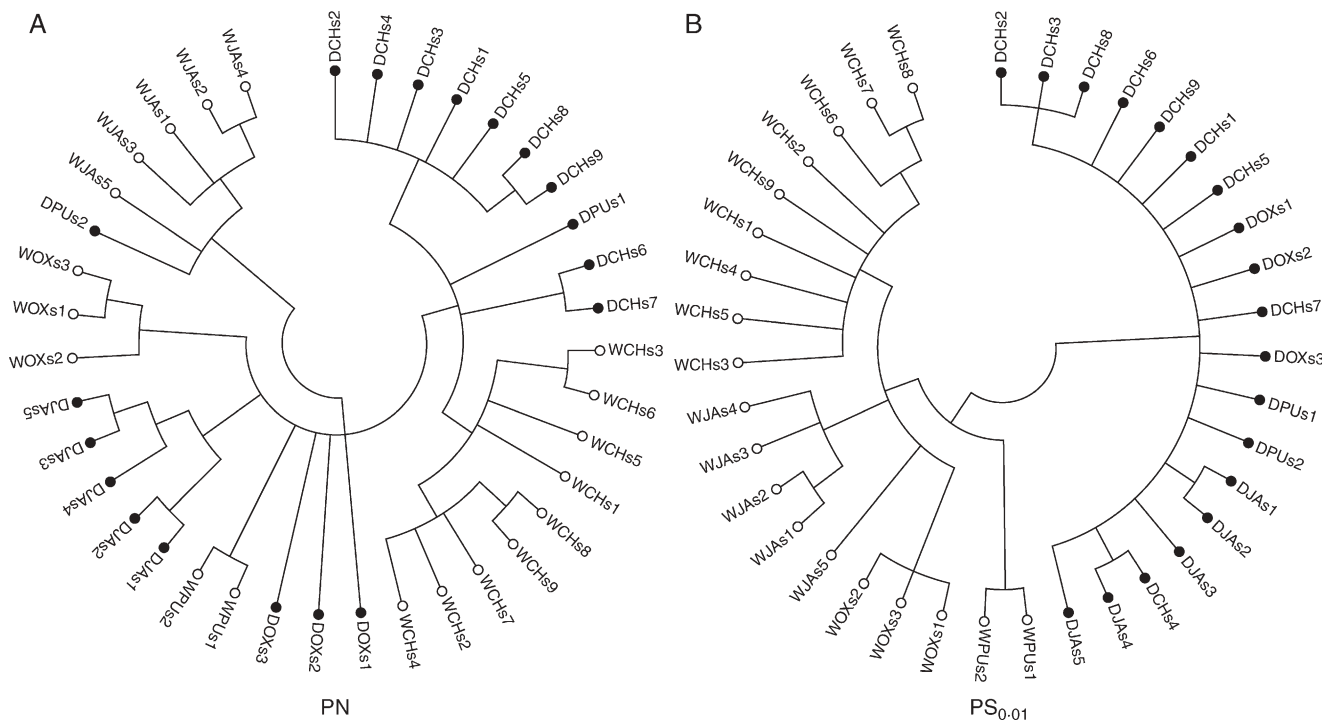 A
DCHs2
DCHs4
DCHs3
DCHs1
DCHs5
DCHs8
DCHs9
DPUs1
DCHs6
DCHs7
WCHs3
WCHs6
WCHs5
WCHs1
WCHs8
WCHs9
WCHs7
WCHs2
WCHs4
DOXs1
DOXs2
DOXs3
WPUs1
WPUs2
DJAs1
DJAs2
DJAs4
DJAs3
DJAs5
WOXs2
WOXs1
WOXs3
DPUs2
WJAs5
WJAs3
WJAs1
WJAs2
WJAs4
PN
B
DCHs2
DCHs3
DCHs8
DCHs6
DCHs9
DCHs1
DCHs5
DOXs1
DOXs2
DCHs7
DOXs3
DPUs1
DPUs2
DJAs1
DJAs2
DJAs3
DCHs4
DJAs4
DJAs5
WPUs1
WPUs2
WOXs1
WOXs3
WOXs2
WJAs5
WJAs1
WJAs2
WJAs3
WJAs4
WCHs3
WCHs5
WCHs4
WCHs1
WCHs9
WCHs2
WCHs6
WCHs7
WCHs8
PS0·01